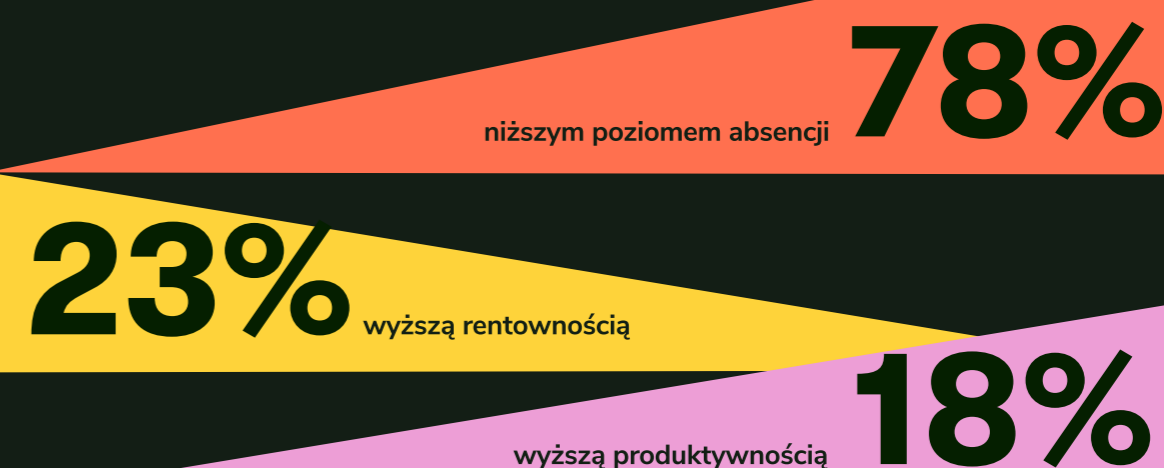 niższym poziomem absencji 78%
23% wyższą rentownością
wyższą produktywnością 18%